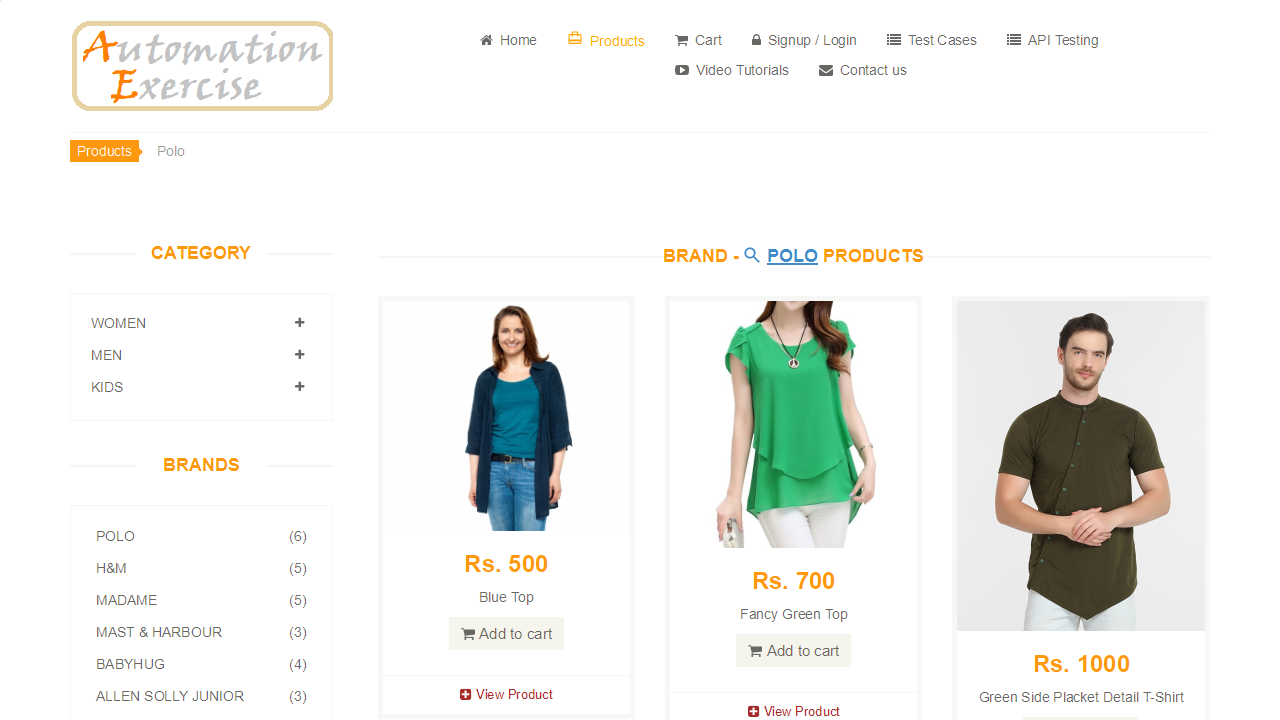 Automation
Exercise
Home
Products
Cart
Signup / Login
Test Cases
API Testing
Video Tutorials
Contact us
Products
Polo
CATEGORY
WOMEN
MEN
KIDS
BRANDS
POLO (6)
H&M (5)
MADAME (5)
MAST & HARBOUR (3)
BABYHUG (4)
ALLEN SOLLY JUNIOR (3)
BRAND - POLO PRODUCTS
Rs. 500
Blue Top
Add to cart
View Product
Rs. 700
Fancy Green Top
Add to cart
View Product
Rs. 1000
Green Side Placket Detail T-Shirt